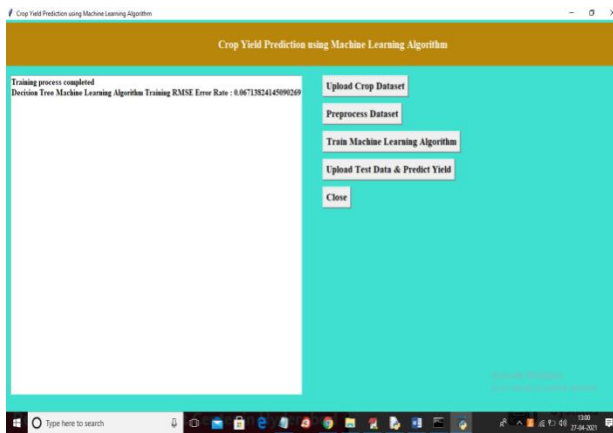 Crop Yield Prediction using Machine Learning Algorithm
Crop Yield Prediction using Machine Learning Algorithm
Training process completed
Decision Tree Machine Learning Algorithm Training RMSE Error Rate : 0.06713824145090269
Upload Crop Dataset
Preprocess Dataset
Train Machine Learning Algorithm
Upload Test Data & Predict Yield
Close
Type here to search
13:00
27-04-2021